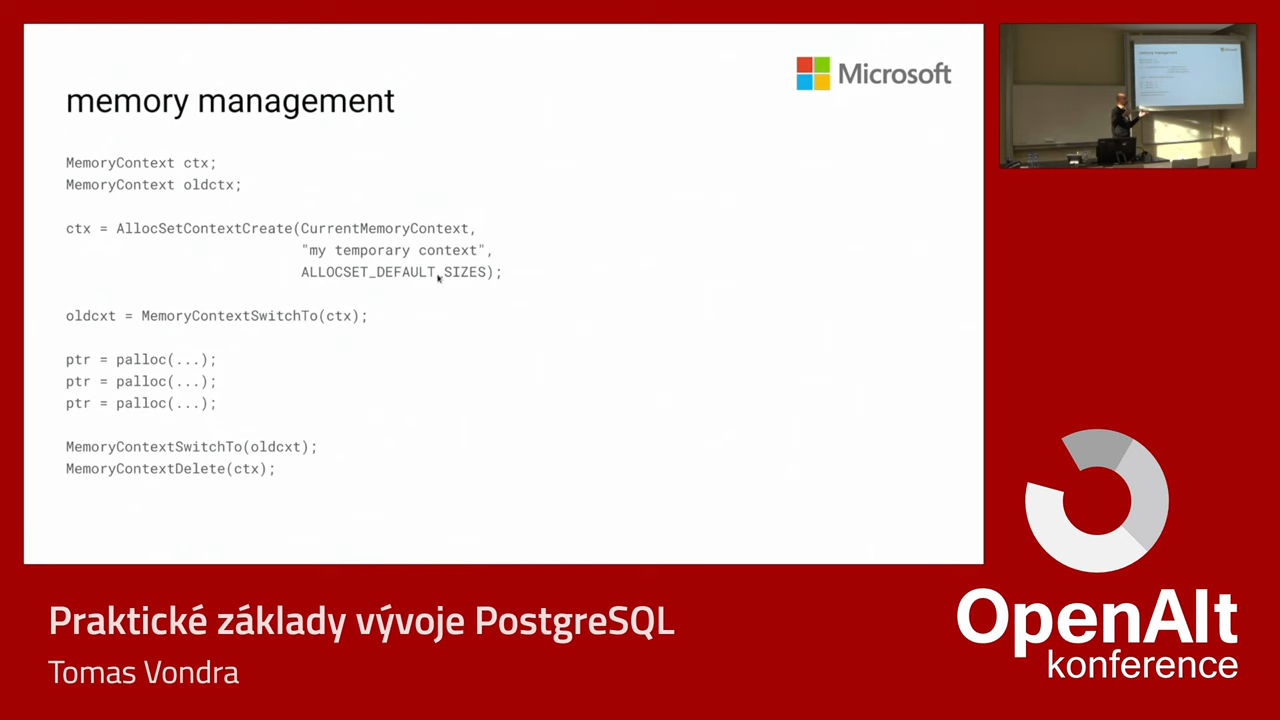 memory management
Microsoft
MemoryContext ctx;
MemoryContext oldctx;
ctx = AllocSetContextCreate(CurrentMemoryContext,
"my temporary context",
ALLOCSET_DEFAULT_SIZES);
oldcxt = MemoryContextSwitchTo(ctx);
ptr = palloc(...);
ptr = palloc(...);
ptr = palloc(...);
MemoryContextSwitchTo(oldcxt);
MemoryContextDelete(ctx);
Praktické základy vývoje PostgreSQL
Tomas Vondra
OpenAlt
konference